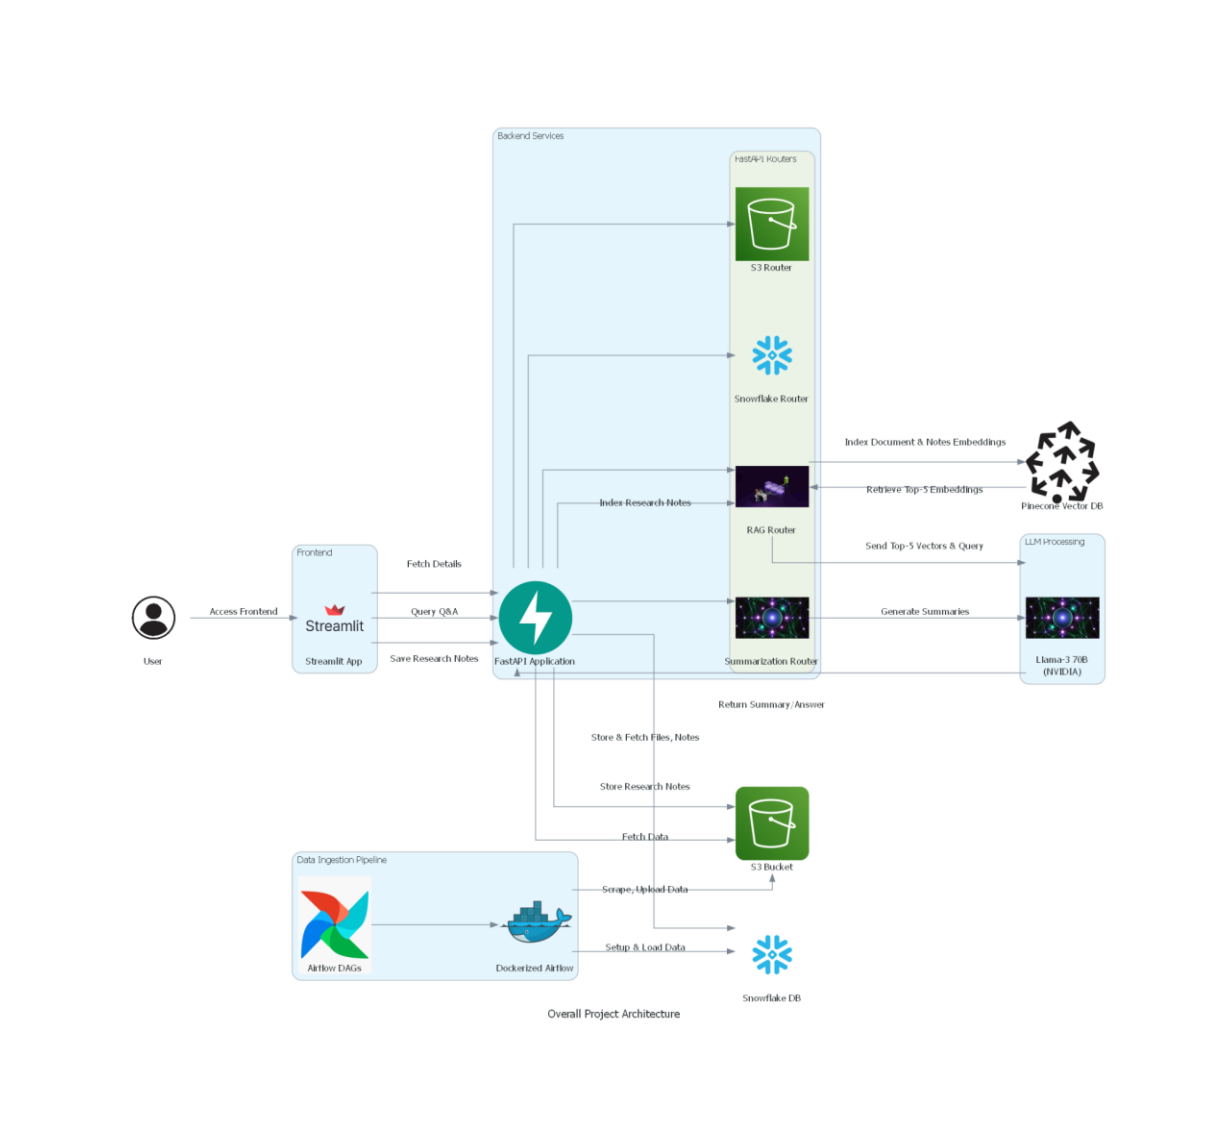 Backend Services
FastAPI Routers
S3 Router
Snowflake Router
Index Document & Notes Embeddings
Retrieve Top-5 Embeddings
Pinecone Vector DB
Index Research Notes
RAG Router
Send Top-5 Vectors & Query
LLM Processing
Frontend
Fetch Details
Access Frontend
Streamlit
Query Q&A
Generate Summaries
User
Streamlit App
Save Research Notes
FastAPI Application
Summarization Router
Llama-3 70B
(NVIDIA)
Return Summary/Answer
Store & Fetch Files, Notes
Store Research Notes
Fetch Data
S3 Bucket
Data Ingestion Pipeline
Scrape, Upload Data
Setup & Load Data
Airflow DAGs
Dockerized Airflow
Snowflake DB
Overall Project Architecture